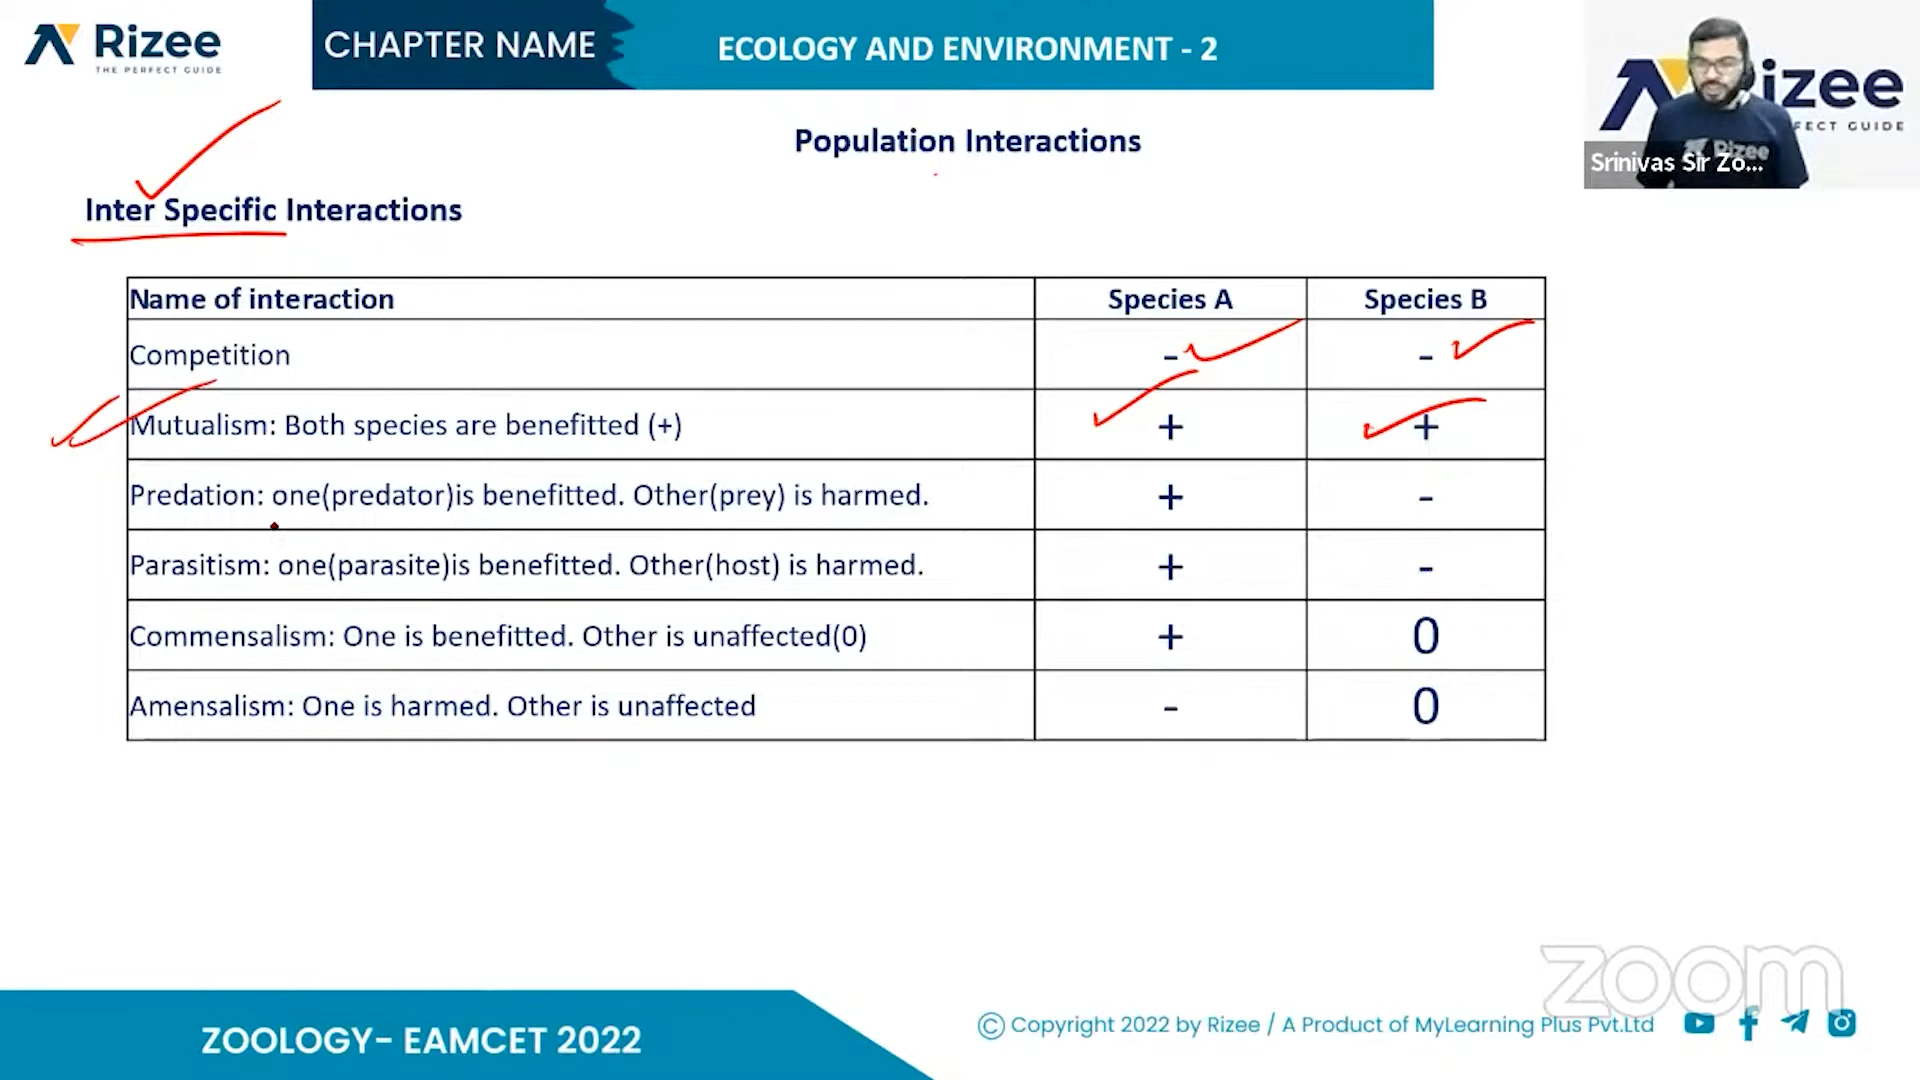 Rizee
THE PERFECT GUIDE
CHAPTER NAME
ECOLOGY AND ENVIRONMENT - 2
Rizee
FECT GUIDE
Rizee
Srinivas Sir Zo...
Population Interactions
Inter Specific Interactions
Name of interaction Species A Species B
Competition - -
Mutualism: Both species are benefitted (+) + +
Predation: one(predator)is benefitted. Other(prey) is harmed. + -
Parasitism: one(parasite)is benefitted. Other(host) is harmed. + -
Commensalism: One is benefitted. Other is unaffected(0) + 0
Amensalism: One is harmed. Other is unaffected - 0
zoom
ZOOLOGY- EAMCET 2022
© Copyright 2022 by Rizee / A Product of MyLearning Plus Pvt.Ltd